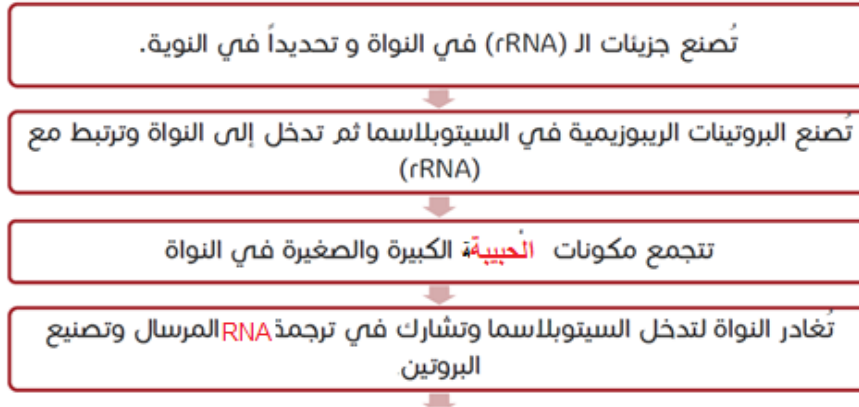 تُصنع جزيئات الـ (rRNA) في النواة و تحديداً في النوية.
تُصنع البروتينات الريبوزيمية في السيتوبلاسما ثم تدخل إلى النواة وترتبط مع
(rRNA)
تتجمع مكونات الْحبيبة الكبيرة والصغيرة في النواة
تُغادر النواة لتدخل السيتوبلاسما وتشارك في ترجمة RNA المرسال وتصنيع
البروتين